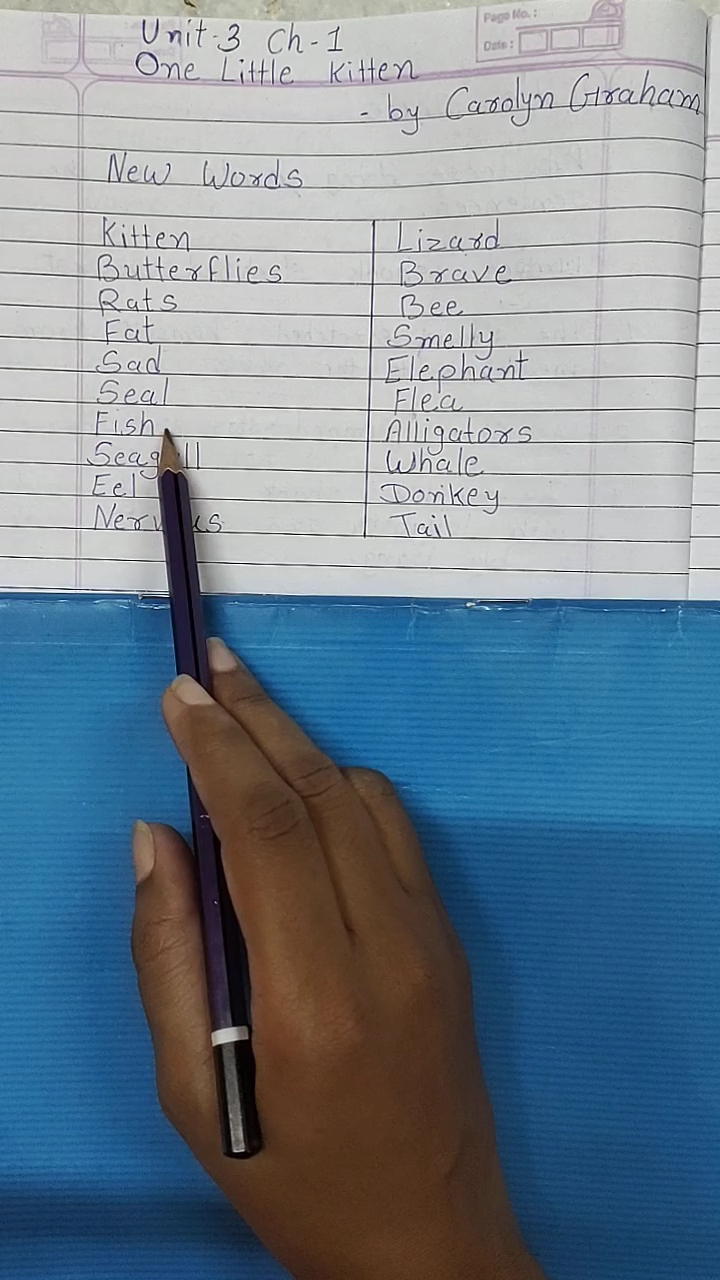 Page No.:
Date:
Unit-3 Ch-1
One Little Kitten
- by Carolyn Graham
New Words
Kitten
Butterflies
Rats
Fat
Sad
Seal
Fish
Eel
Lizard
Brave
Bee
Smelly
Elephant
Flea
Alligators
Whale
Donkey
Tail